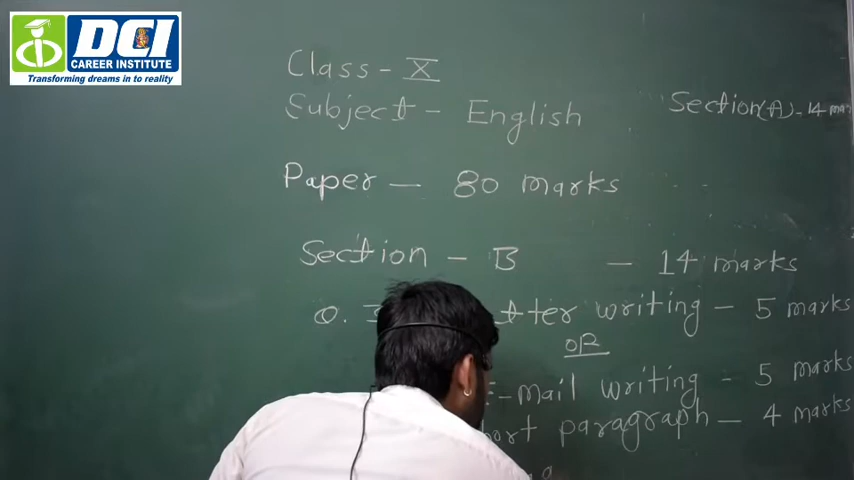 DCI
CAREER INSTITUTE
Transforming dreams in to reality
Class - X
Subject - English
Section (A) - 14
Paper - 80 marks
Section - B - 14 marks
Q. 3 writing - 5 marks
OR
E-mail writing - 5 marks
paragraph - 4 marks